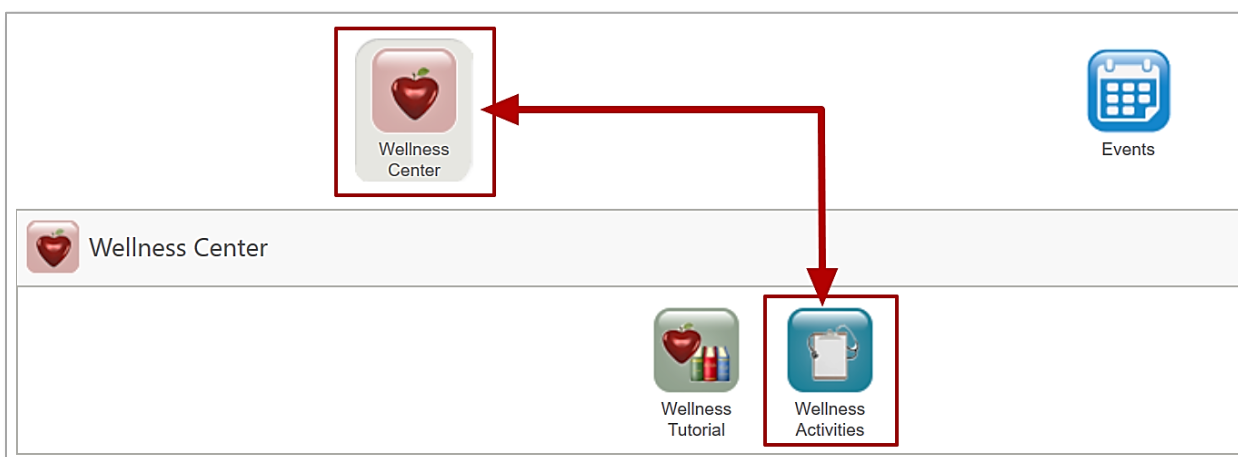 Wellness
Center
Events
Wellness Center
Wellness
Tutorial
Wellness
Activities